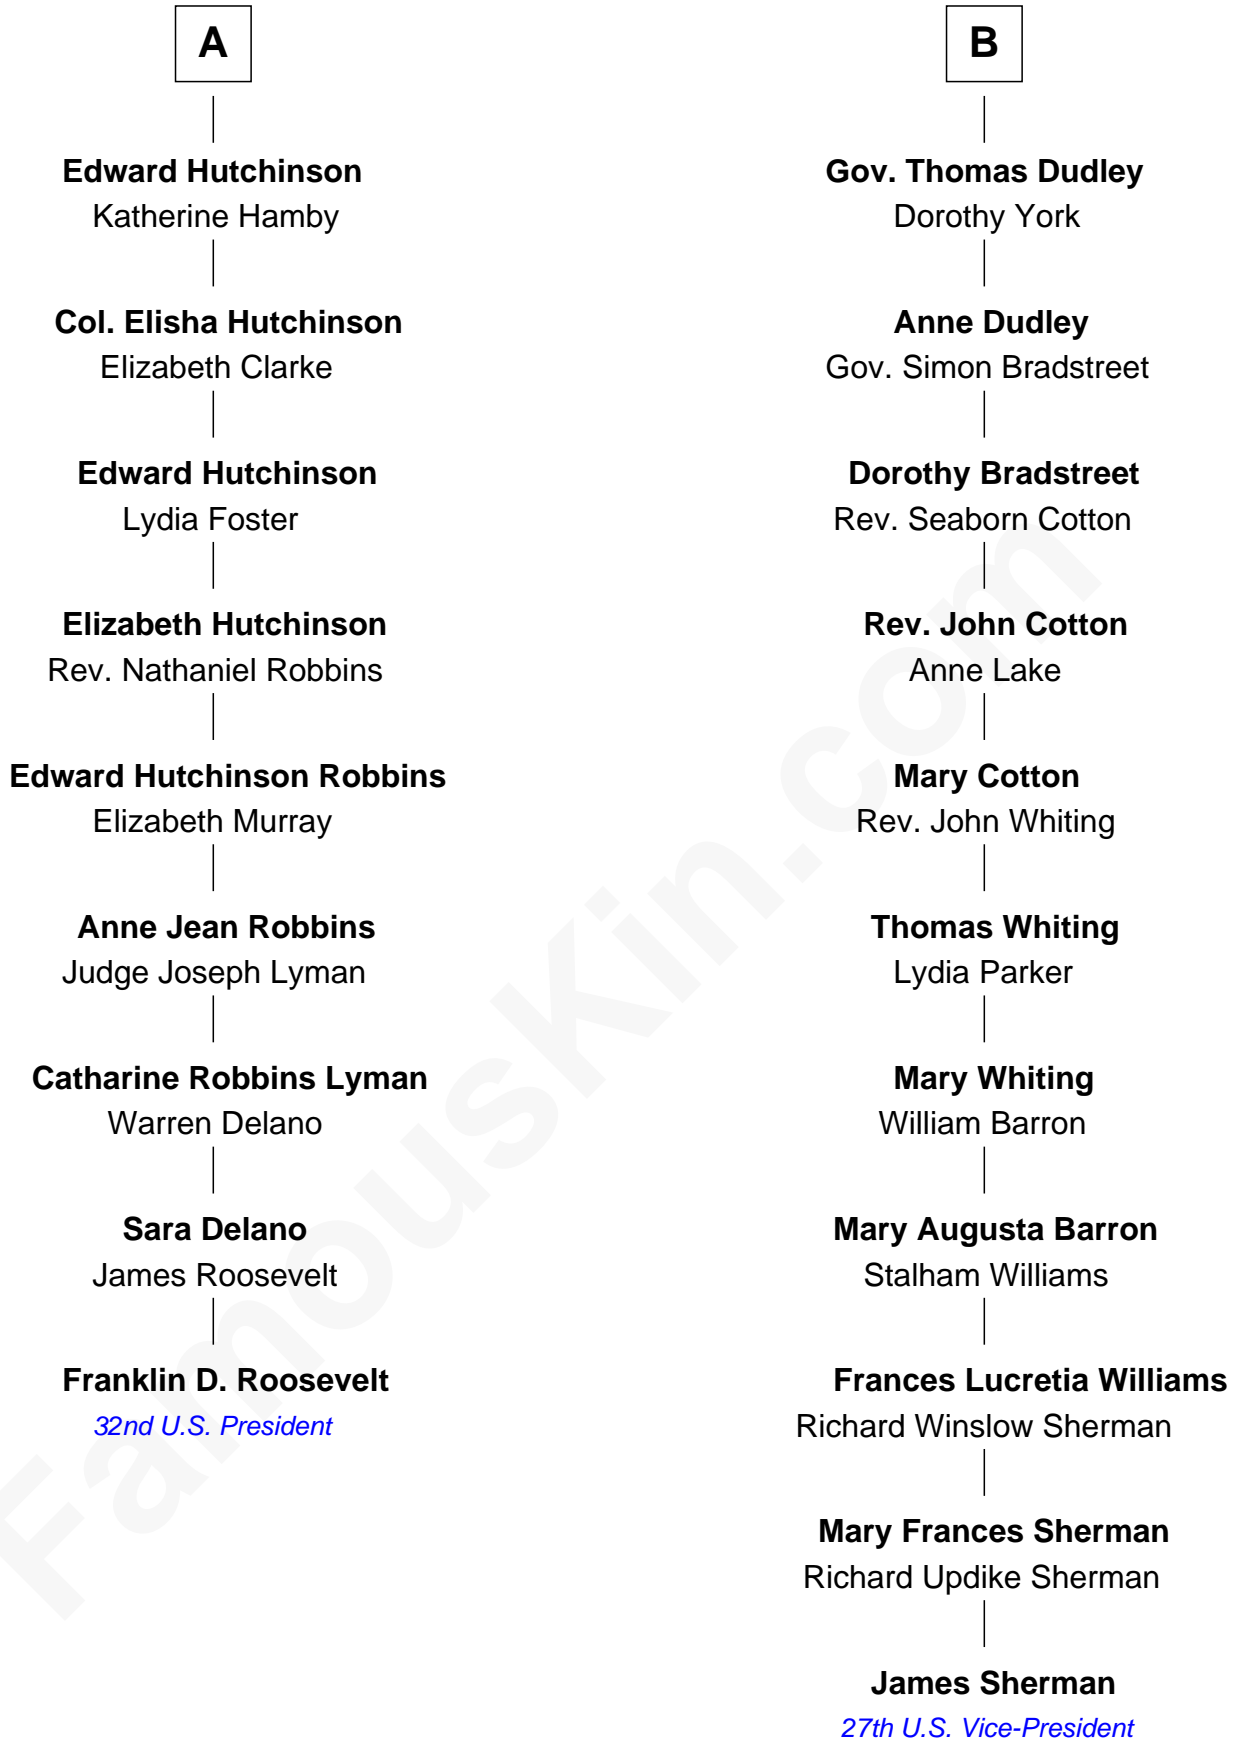 A
Edward Hutchinson
Katherine Hamby
Col. Elisha Hutchinson
Elizabeth Clarke
Edward Hutchinson
Lydia Foster
Elizabeth Hutchinson
Rev. Nathaniel Robbins
Edward Hutchinson Robbins
Elizabeth Murray
Anne Jean Robbins
Judge Joseph Lyman
Catharine Robbins Lyman
Warren Delano
Sara Delano
James Roosevelt
Franklin D. Roosevelt
32nd U.S. President
B
Gov. Thomas Dudley
Dorothy York
Anne Dudley
Gov. Simon Bradstreet
Dorothy Bradstreet
Rev. Seaborn Cotton
Rev. John Cotton
Anne Lake
Mary Cotton
Rev. John Whiting
Thomas Whiting
Lydia Parker
Mary Whiting
William Barron
Mary Augusta Barron
Stalham Williams
Frances Lucretia Williams
Richard Winslow Sherman
Mary Frances Sherman
Richard Updike Sherman
James Sherman
27th U.S. Vice-President
FamousKin.com